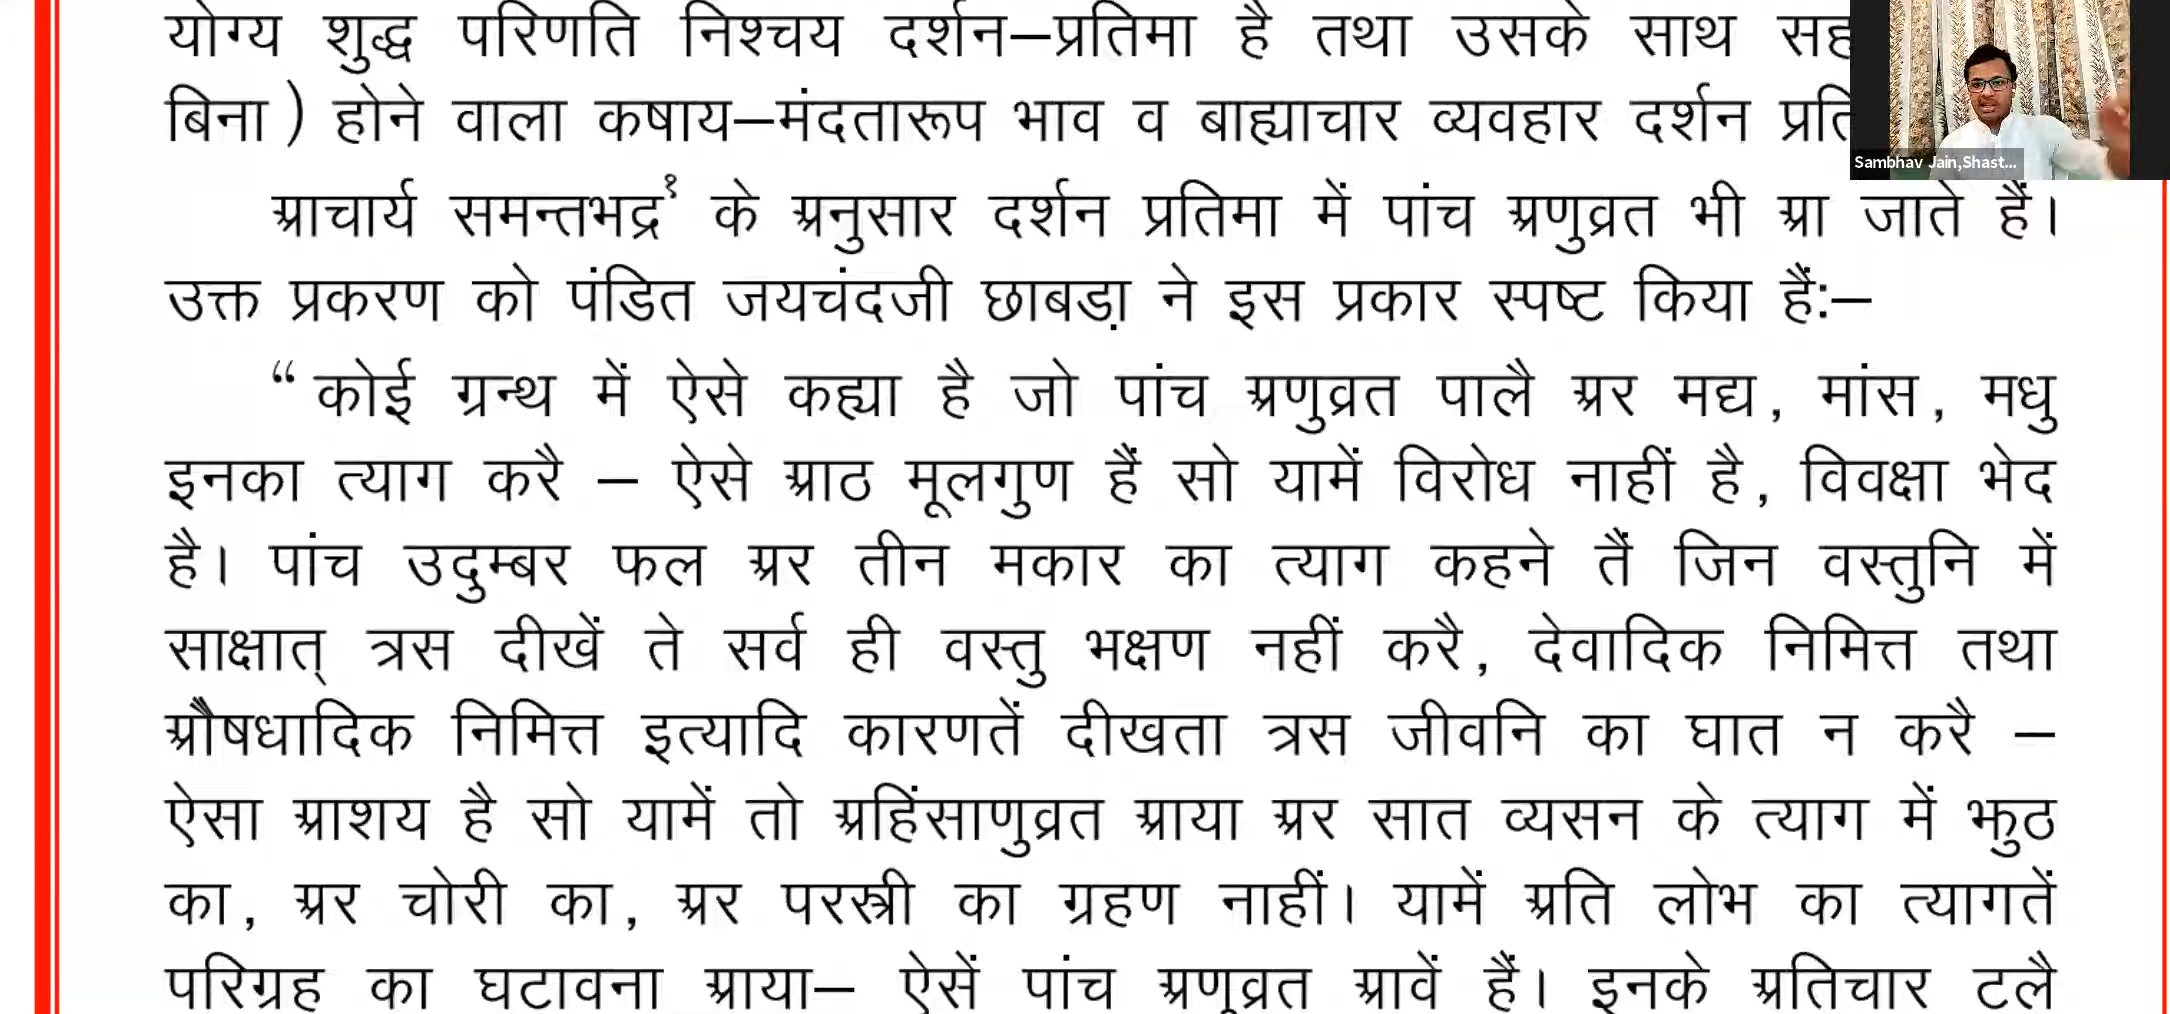 योग्य शुद्ध परिणति निश्चय दर्शन–प्रतिमा है तथा उसके साथ
बिना) होने वाला कषाय–मंदतारूप भाव व बाह्याचार व्यवहार दर्शन
Sambhav Jain,Shast...
आचार्य समन्तभद्र१ के अनुसार दर्शन प्रतिमा में पांच अणुव्रत भी आ जाते हैं।
उक्त प्रकरण को पंडित जयचंदजी छाबड़ा ने इस प्रकार स्पष्ट किया हैं:–
“ कोई ग्रन्थ में ऐसे कह्या है जो पांच अणुव्रत पालै अर मद्य, मांस, मधु
इनका त्याग करै – ऐसे आठ मूलगुण हैं सो यामें विरोध नाहीं है, विवक्षा भेद
है। पांच उदुम्बर फल अर तीन मकार का त्याग कहने तैं जिन वस्तुनि में
साक्षात् त्रस दीखें ते सर्व ही वस्तु भक्षण नहीं करै, देवादिक निमित्त तथा
औषधादिक निमित्त इत्यादि कारणतें दीखता त्रस जीवनि का घात न करै –
ऐसा आशय है सो यामें तो अहिंसाणुव्रत आया अर सात व्यसन के त्याग में झुठ
का, अर चोरी का, अर परस्त्री का ग्रहण नाहीं। यामें अति लोभ का त्यागतें
परिग्रह का घटावना आया– ऐसें पांच अणुव्रत आवें हैं। इनके अतिचार टलै